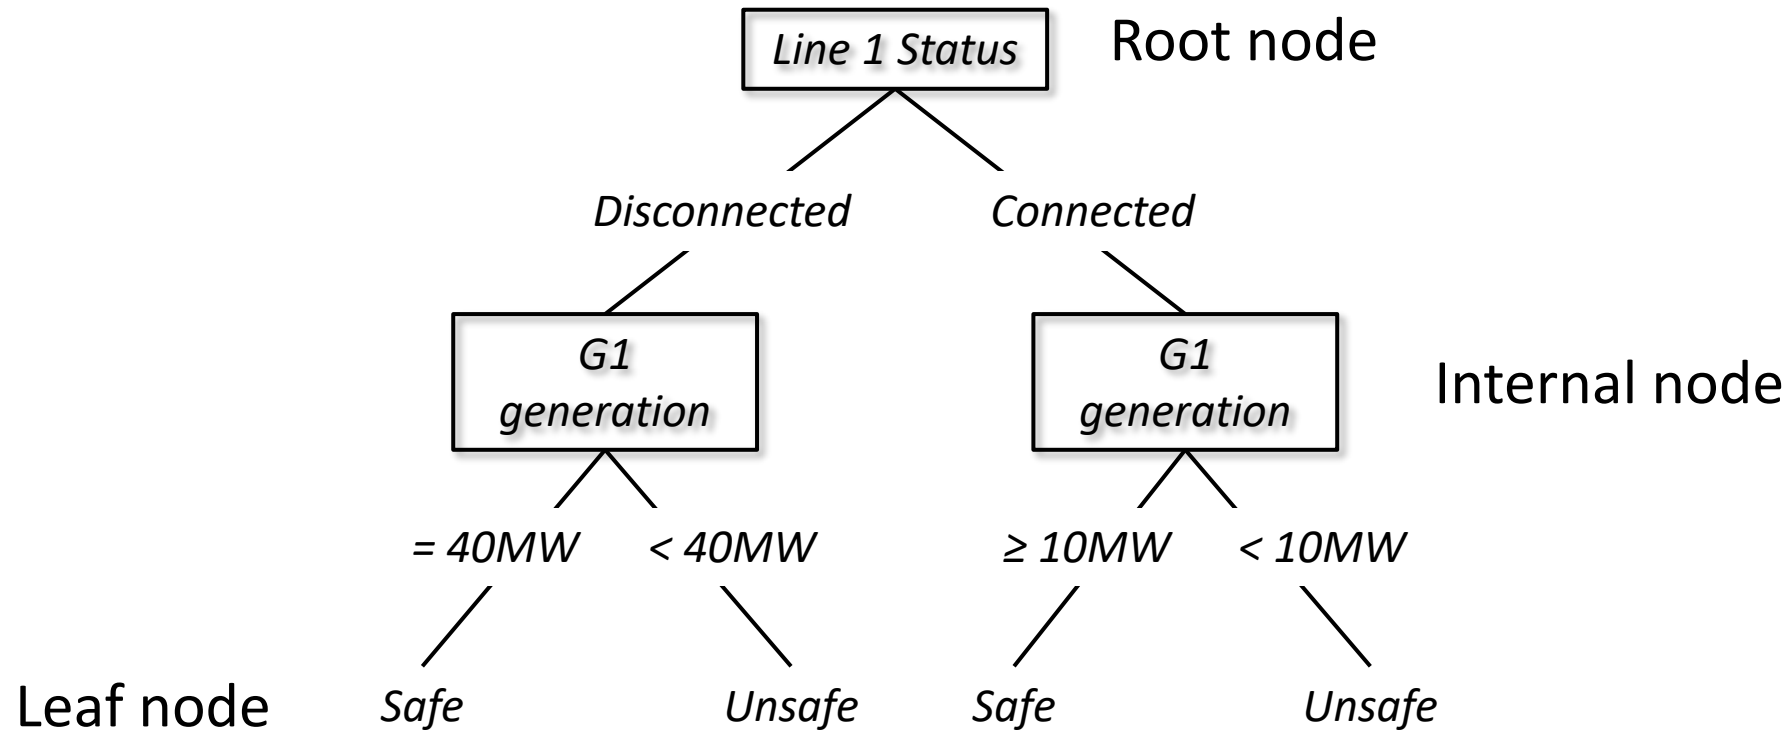 Line 1 Status
Root node
Disconnected
Connected
G1
generation
G1
generation
Internal node
= 40MW
< 40MW
≥ 10MW
< 10MW
Leaf node
Safe
Unsafe
Safe
Unsafe